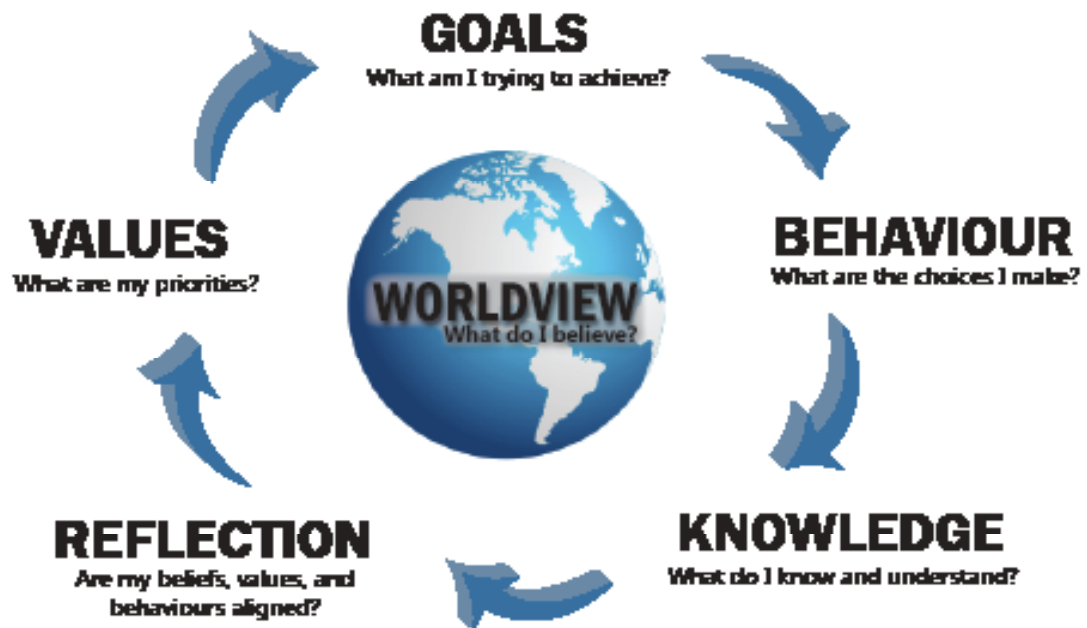 GOALS
What am I trying to achieve?
VALUES
What are my priorities?
BEHAVIOUR
What are the choices I make?
WORLDVIEW
What do I believe?
REFLECTION
Are my beliefs, values, and
behaviours aligned?
KNOWLEDGE
What do I know and understand?